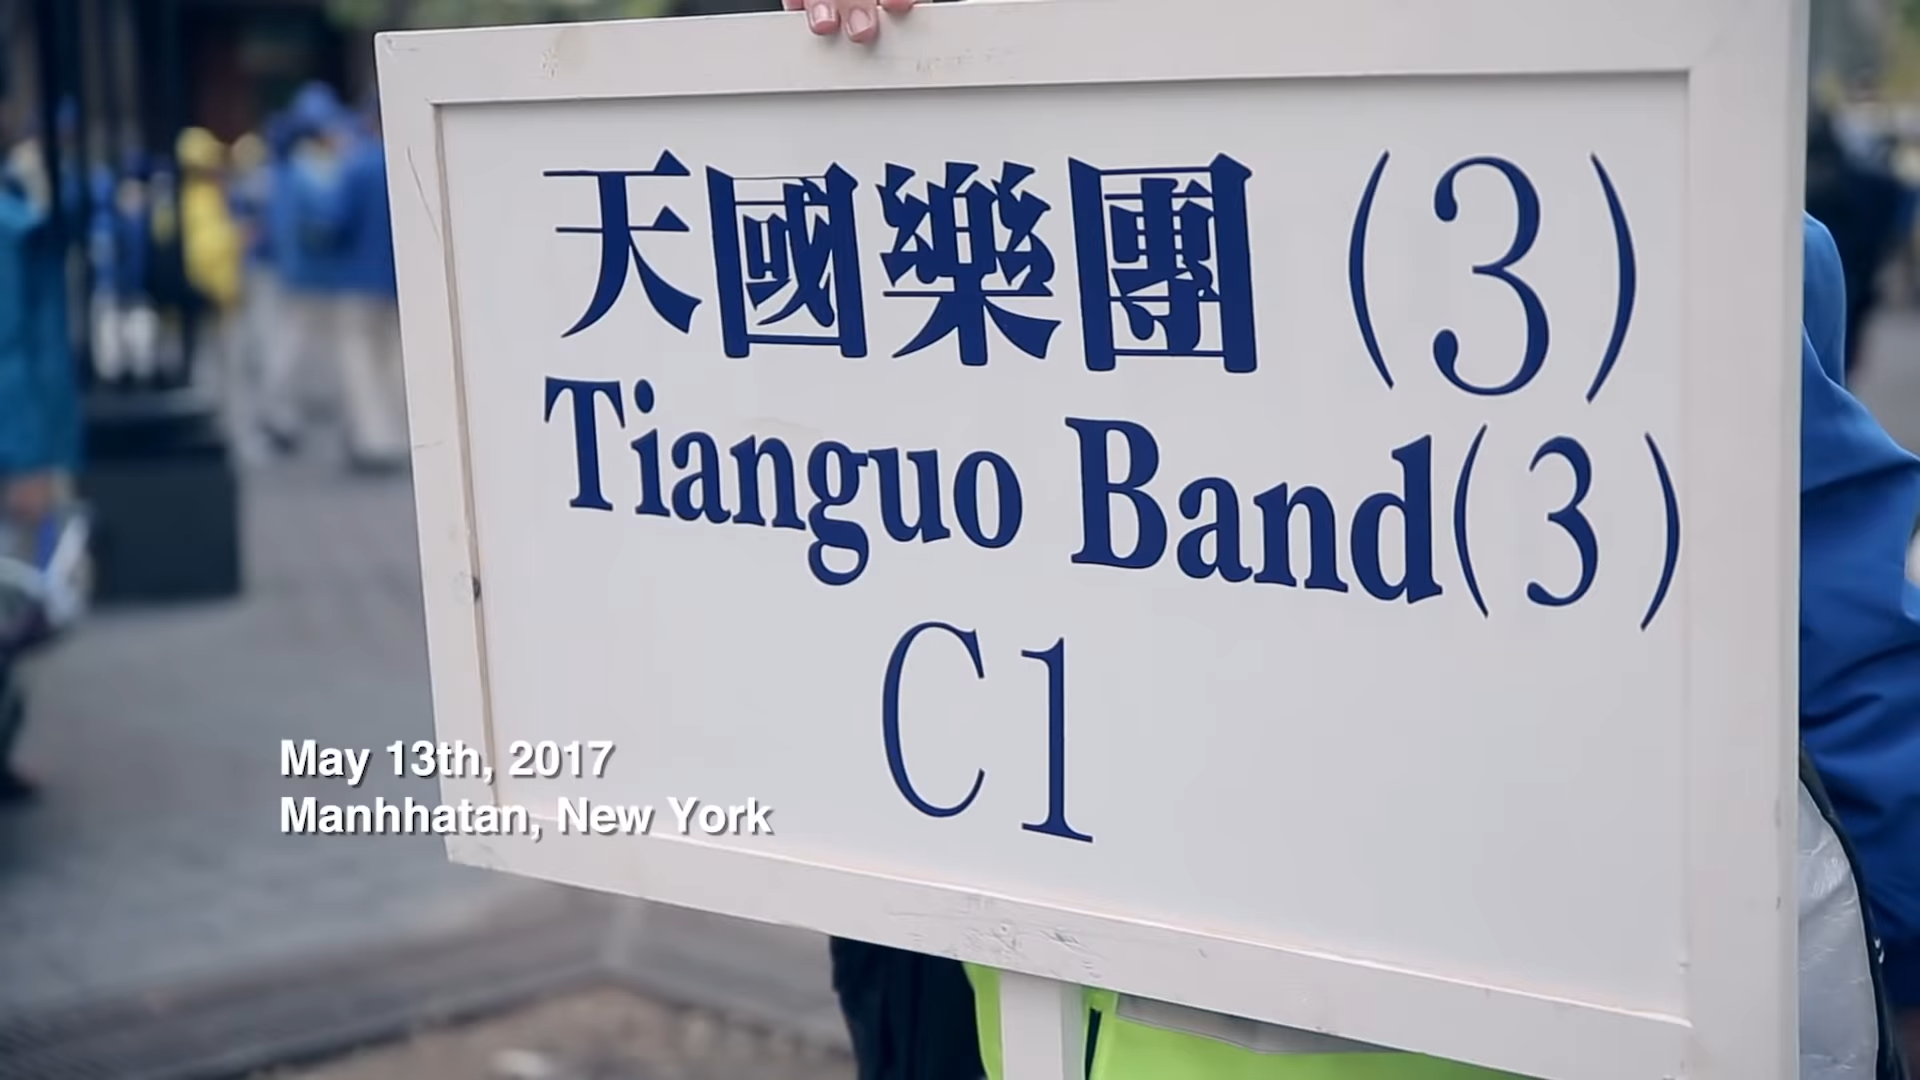 天國樂團 (3)
Tianguo Band(3)
C1
May 13th, 2017
Manhhatan, New York